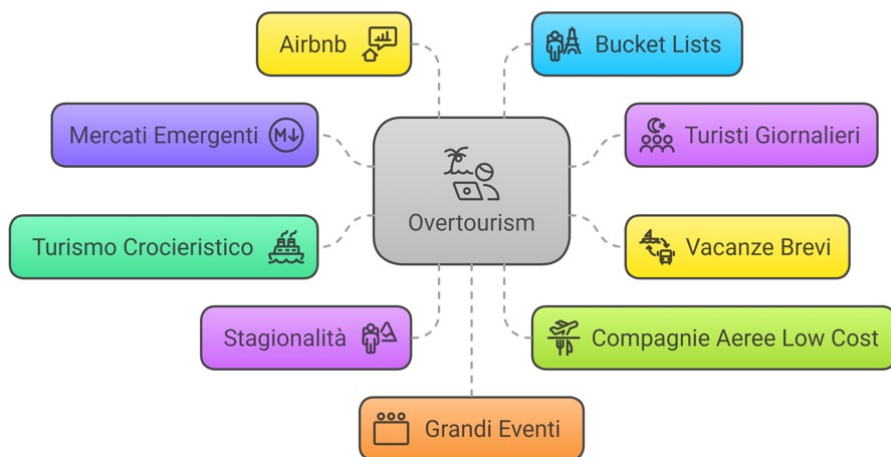 Airbnb
Bucket Lists
Mercati Emergenti
M↓
Turisti Giornalieri
Overtourism
Turismo Crocieristico
Vacanze Brevi
Stagionalità
Compagnie Aeree Low Cost
Grandi Eventi